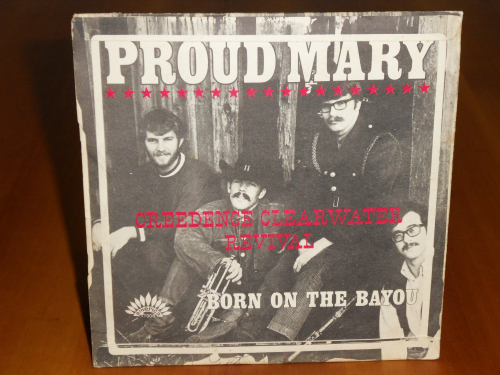 PROUD MARY
CREEDENCE CLEARWATER
REVIVAL
BORN ON THE BAYOU